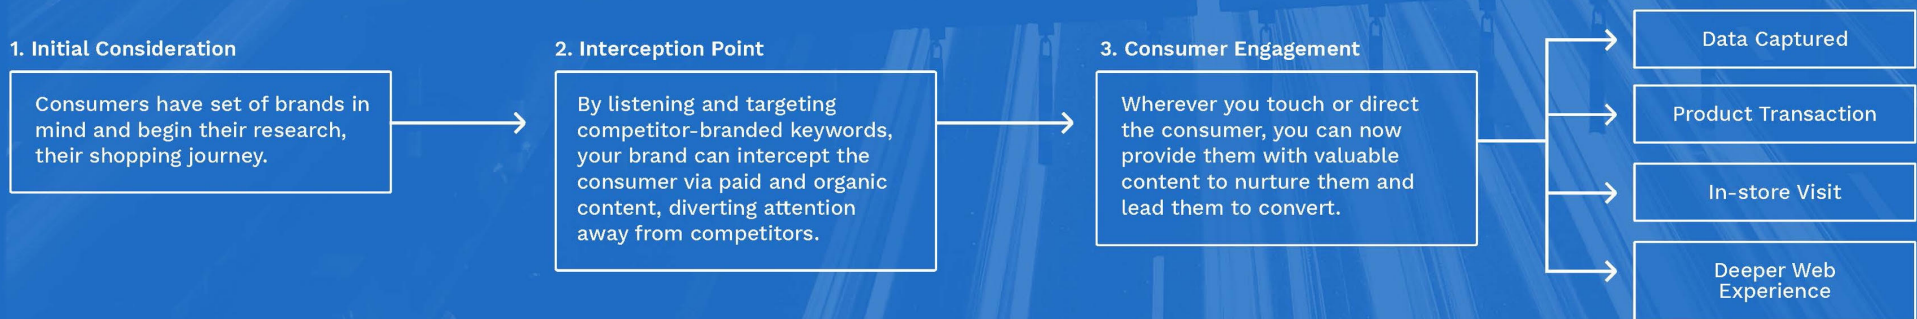 1. Initial Consideration
Consumers have set of brands in
mind and begin their research,
their shopping journey.
2. Interception Point
By listening and targeting
competitor-branded keywords,
your brand can intercept the
consumer via paid and organic
content, diverting attention
away from competitors.
3. Consumer Engagement
Wherever you touch or direct
the consumer, you can now
provide them with valuable
content to nurture them and
lead them to convert.
Data Captured
Product Transaction
In-store Visit
Deeper Web
Experience